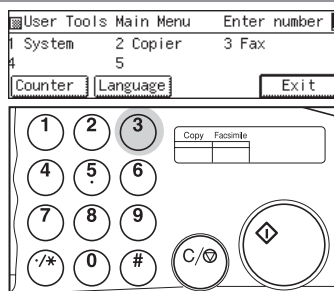 User Tools Main Menu Enter number
1 System 2 Copier 3 Fax
4 5
Counter Language Exit
1 2 3
Copy Facsimile
4 5 6
7 8 9
·/* 0 # C/